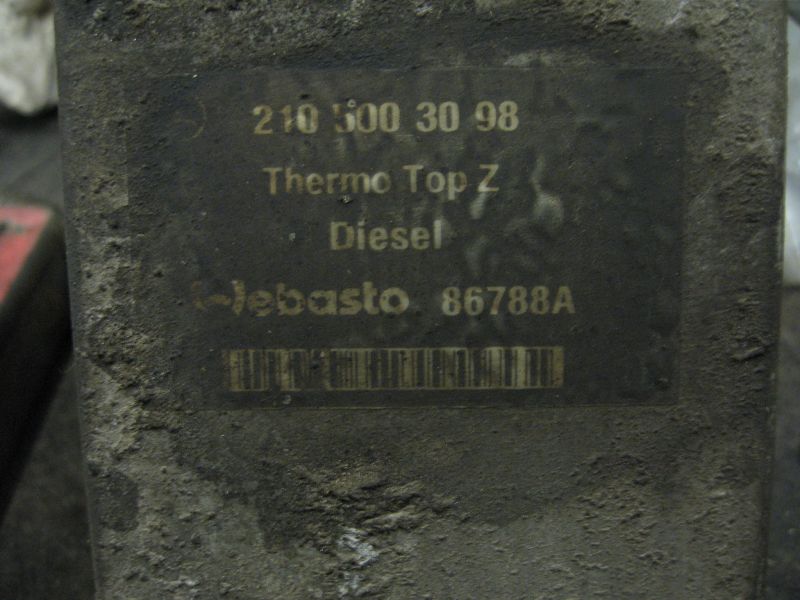 210 500 30 98
Thermo Top Z
Diesel
Webasto 86788A